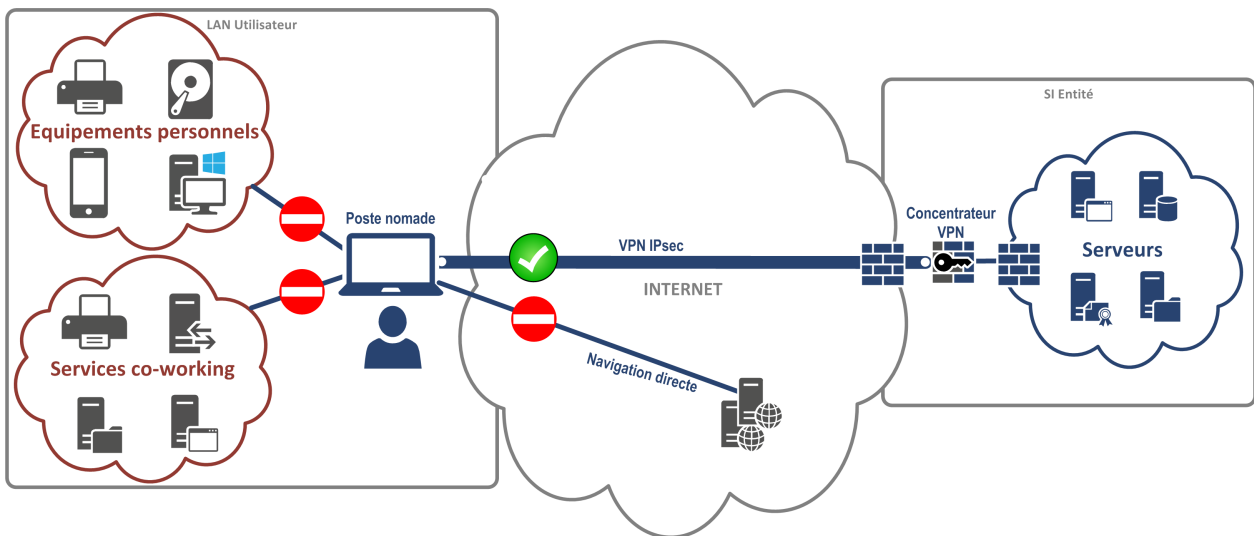 LAN Utilisateur
Equipements personnels
Services co-working
Poste nomade
VPN IPsec
INTERNET
Navigation directe
SI Entité
Concentrateur
VPN
Serveurs